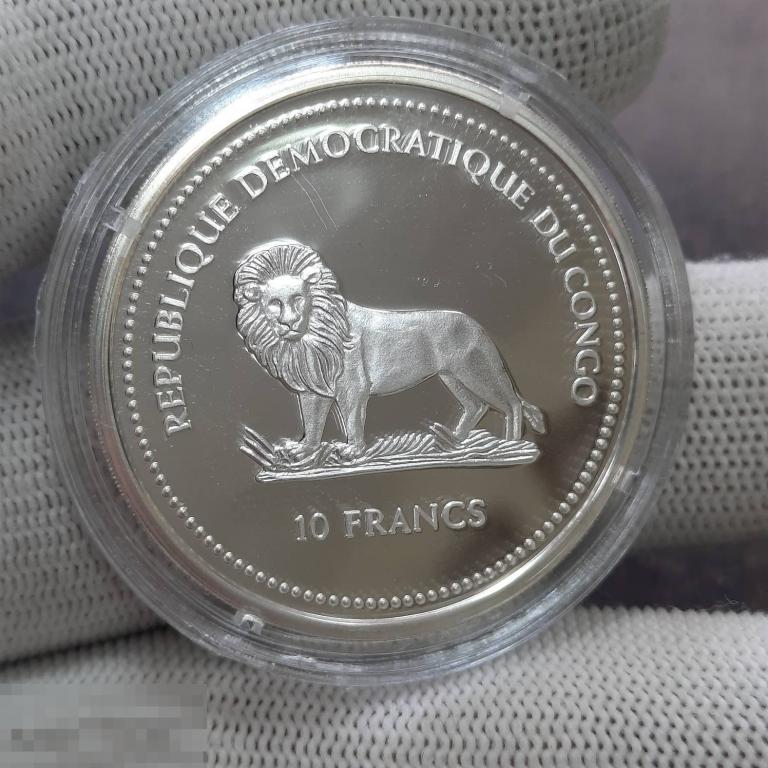 REPUBLIQUE DEMOCRATIQUE DU CONGO
10 FRANCS